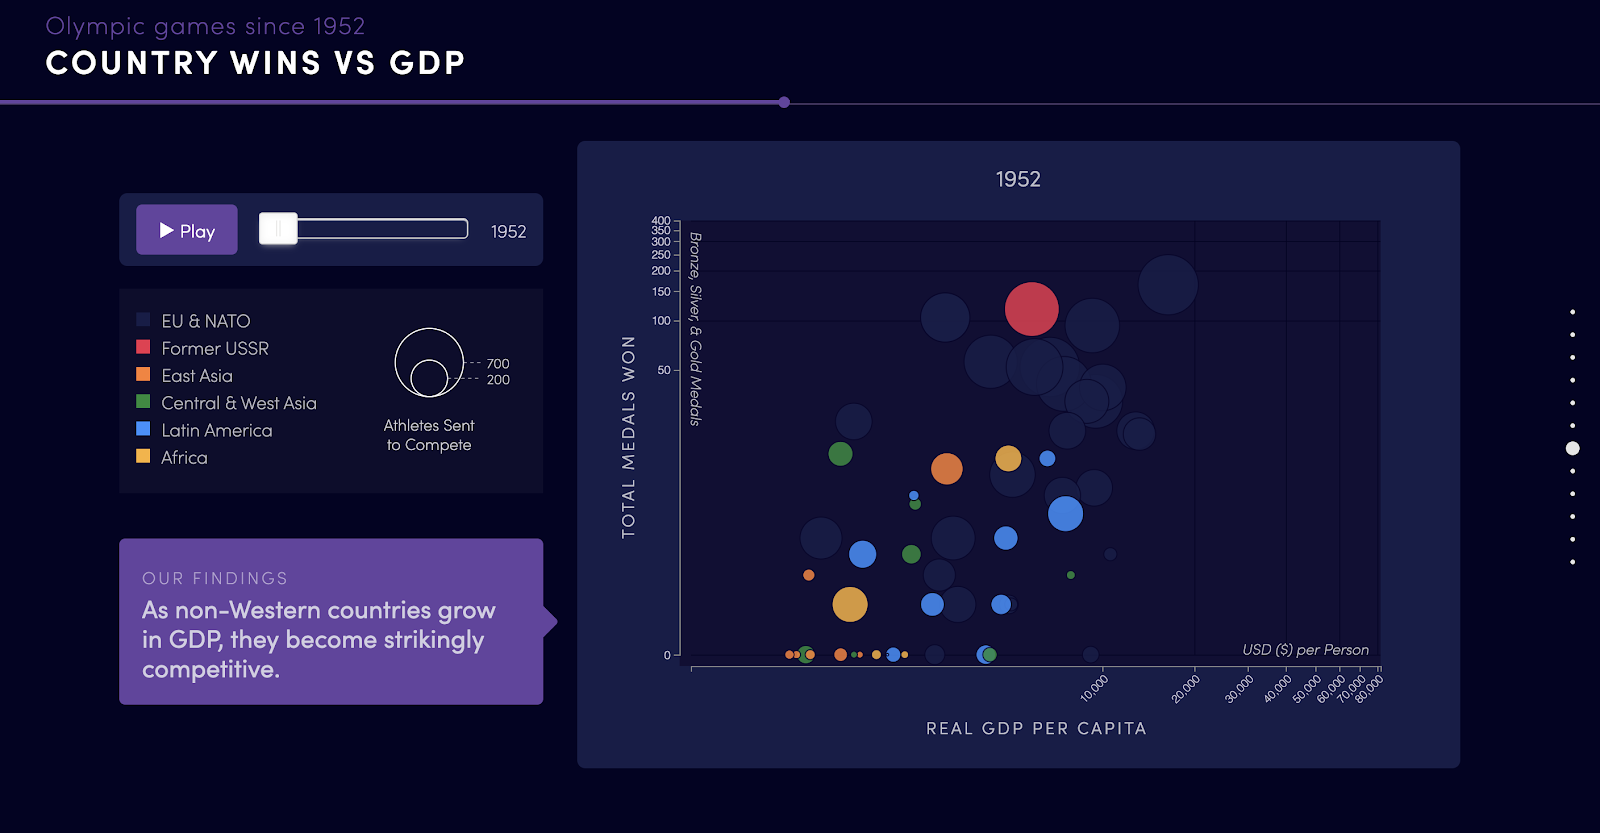 Olympic games since 1952
COUNTRY WINS VS GDP
▶ Play
1952
EU & NATO
Former USSR
East Asia
Central & West Asia
Latin America
Africa
700
200
Athletes Sent
to Compete
OUR FINDINGS
As non-Western countries grow
in GDP, they become strikingly
competitive.
1952
TOTAL MEDALS WON
400
350
300
250
200
150
100
50
0
Bronze, Silver, & Gold Medals
USD ($) per Person
10,000
20,000
30,000
40,000
50,000
60,000
70,000
80,000
REAL GDP PER CAPITA